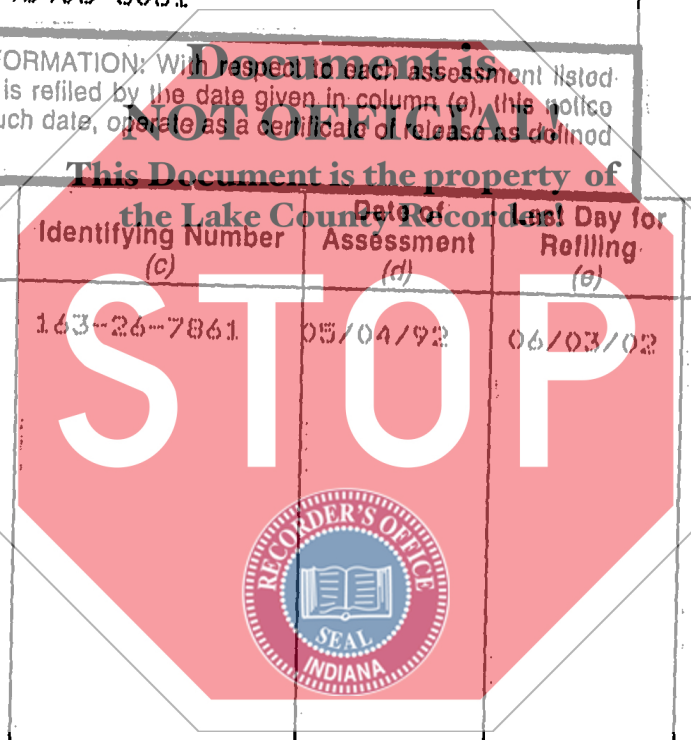 FORMATION: With respect to each assessment listed
is refiled by the date given in column (e), this notice
uch date, operate as a certificate of release as defined
Document is
NOT OFFICIAL!
This Document is the property of
the Lake County Recorder!
Identifying Number
(c)
Date of
Assessment
(d)
Last Day for
Refiling
(e)
163-26-7861 05/04/92 06/03/02
STOP
RECORDER'S OFFICE
SEAL
INDIANA